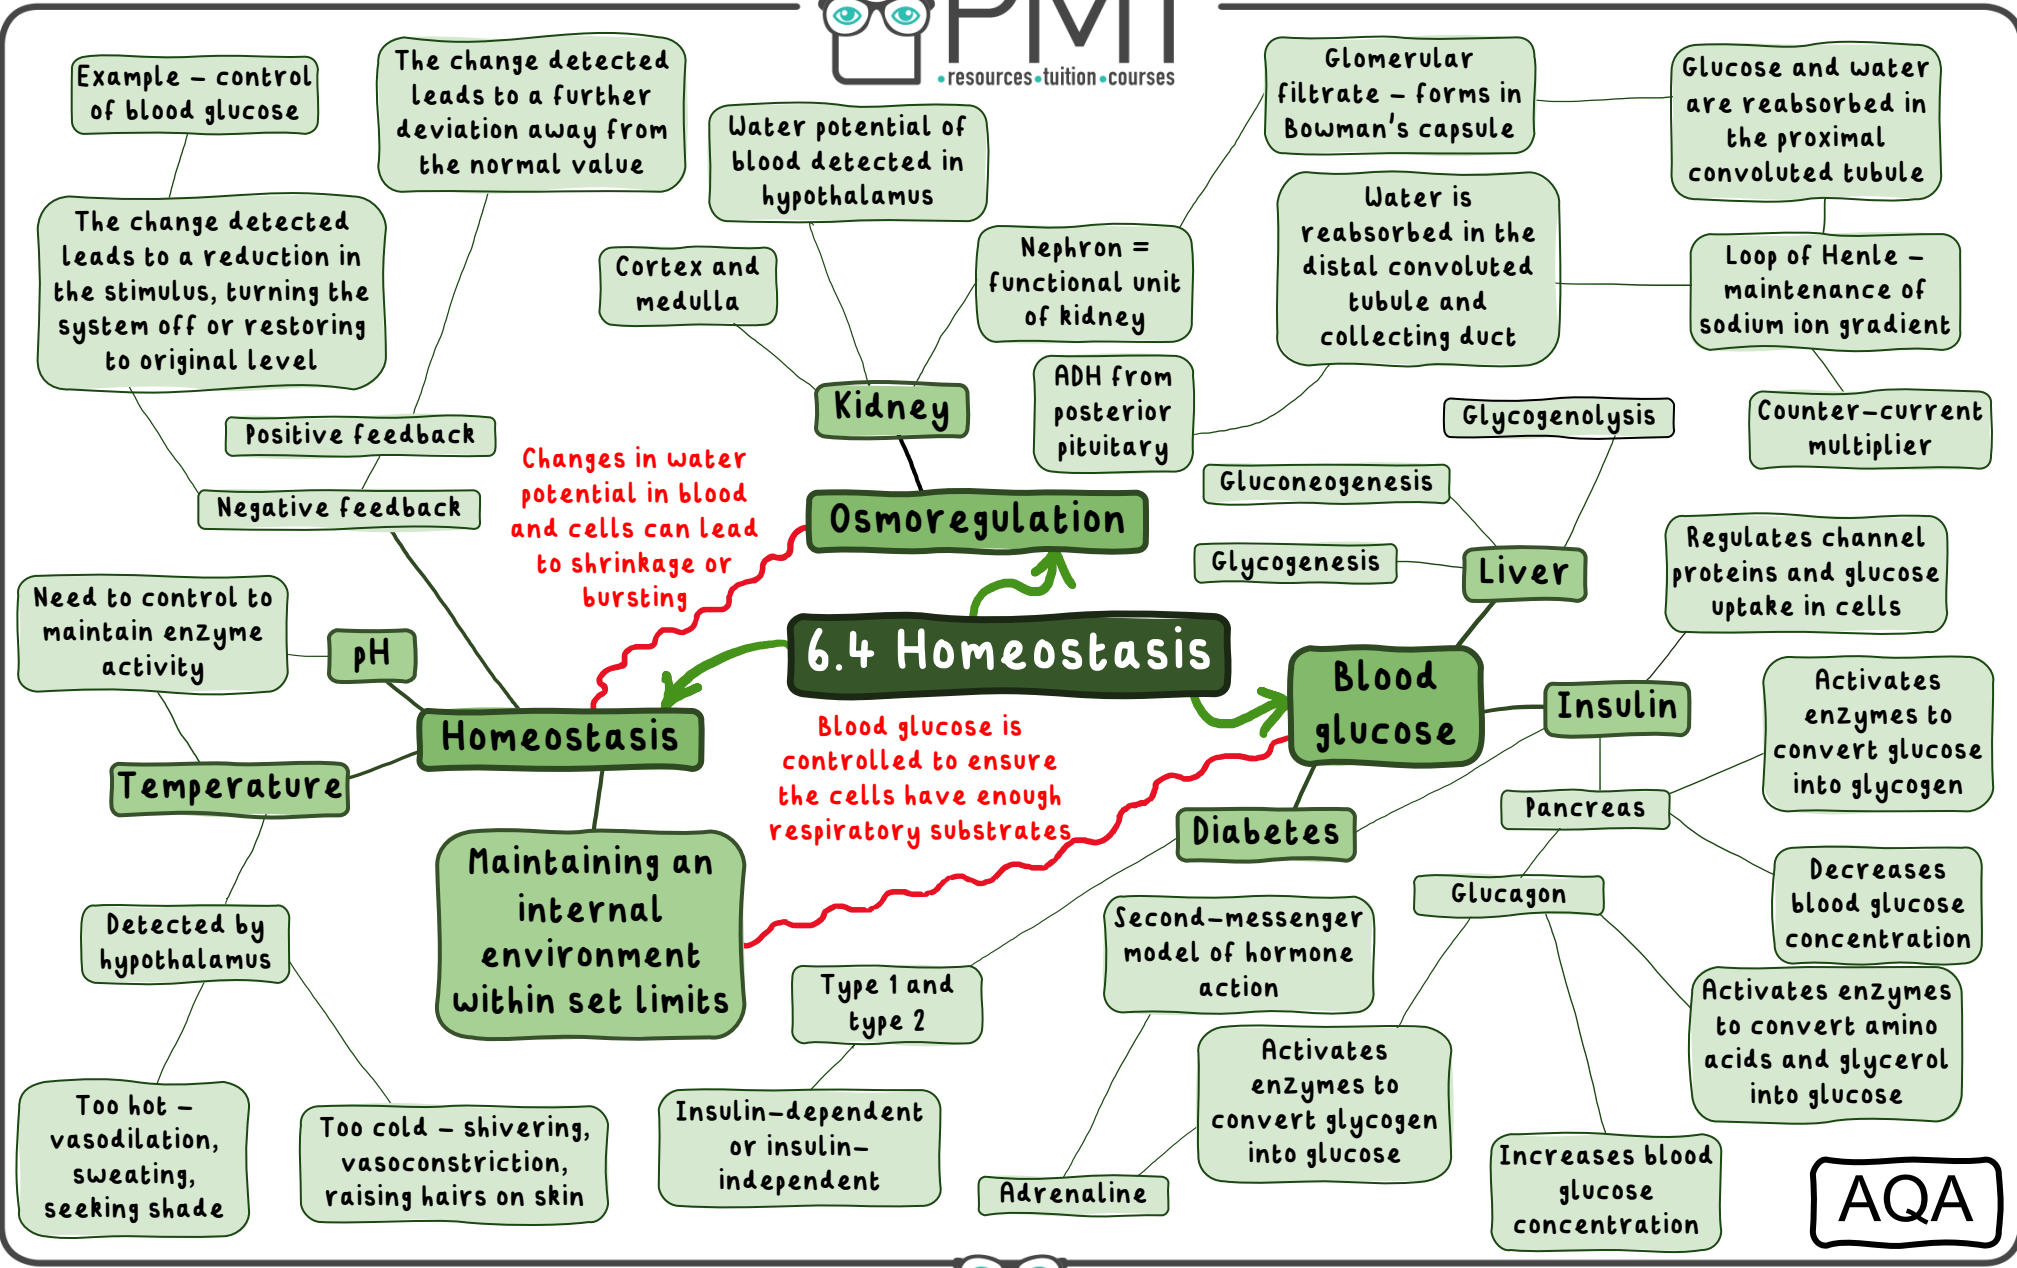 PMT
•resources•tuition•courses
Example – control
of blood glucose
The change detected
leads to a further
deviation away from
the normal value
Water potential of
blood detected in
hypothalamus
Glomerular
filtrate – forms in
Bowman's capsule
Glucose and water
are reabsorbed in
the proximal
convoluted tubule
The change detected
leads to a reduction in
the stimulus, turning the
system off or restoring
to original level
Cortex and
medulla
Nephron =
functional unit
of kidney
Water is
reabsorbed in the
distal convoluted
tubule and
collecting duct
Loop of Henle –
maintenance of
sodium ion gradient
Positive feedback
Kidney
ADH from
posterior
pituitary
Glycogenolysis
Counter-current
multiplier
Negative feedback
Changes in water
potential in blood
and cells can lead
to shrinkage or
bursting
Osmoregulation
Gluconeogenesis
Glycogenesis
Liver
Regulates channel
proteins and glucose
uptake in cells
Need to control to
maintain enzyme
activity
pH
6.4 Homeostasis
Blood
glucose
Insulin
Activates
enzymes to
convert glucose
into glycogen
Homeostasis
Blood glucose is
controlled to ensure
the cells have enough
respiratory substrates
Temperature
Diabetes
Pancreas
Maintaining an
internal
environment
within set limits
Decreases
blood glucose
concentration
Glucagon
Detected by
hypothalamus
Second-messenger
model of hormone
action
Type 1 and
type 2
Activates enzymes
to convert amino
acids and glycerol
into glucose
Activates
enzymes to
convert glycogen
into glucose
Too hot –
vasodilation,
sweating,
seeking shade
Too cold – shivering,
vasoconstriction,
raising hairs on skin
Insulin-dependent
or insulin-
independent
Adrenaline
Increases blood
glucose
concentration
AQA